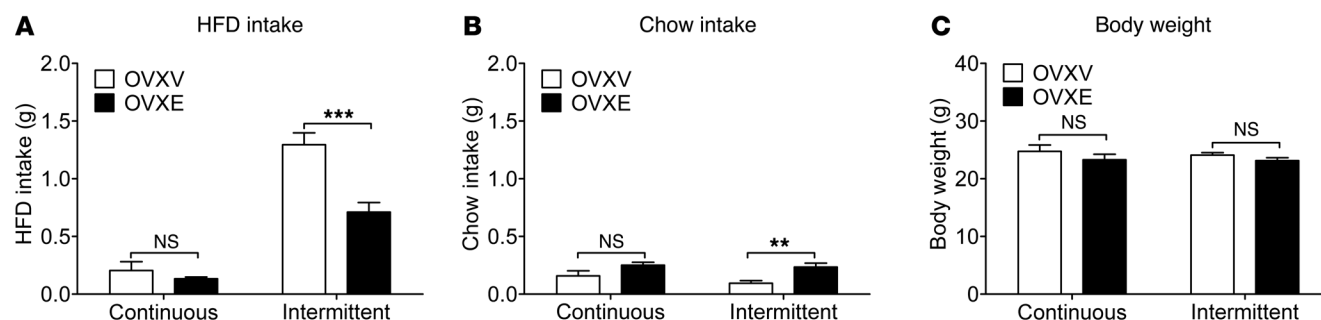 A
HFD intake
HFD intake (g)
2.0
1.5
1.0
0.5
0.0
OVXV
OVXE
NS
***
Continuous
Intermittent
B
Chow intake
Chow intake (g)
2.0
1.5
1.0
0.5
0.0
OVXV
OVXE
NS
**
Continuous
Intermittent
C
Body weight
Body weight (g)
40
30
20
10
0
OVXV
OVXE
NS
NS
Continuous
Intermittent